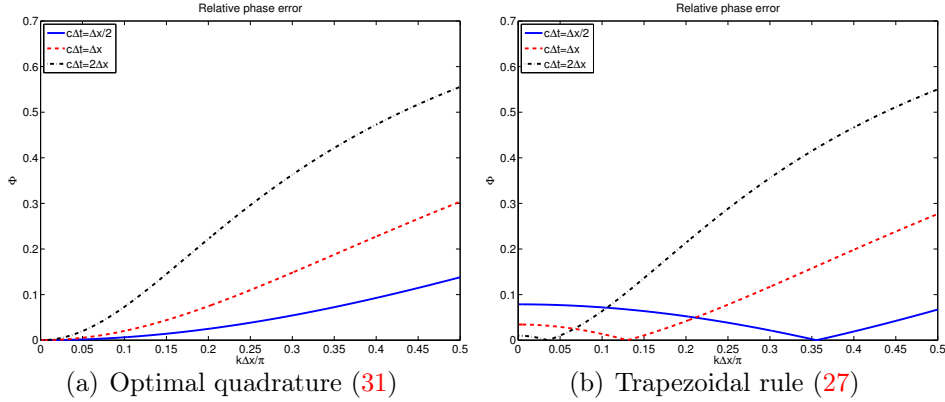 Relative phase error
0.7
0.6
0.5
0.4
0.3
0.2
0.1
0
Φ
cΔt=Δx/2
cΔt=Δx
cΔt=2Δx
0 0.05 0.1 0.15 0.2 0.25 0.3 0.35 0.4 0.45 0.5
kΔx/π
(a) Optimal quadrature (31)
Relative phase error
0.7
0.6
0.5
0.4
0.3
0.2
0.1
0
Φ
cΔt=Δx/2
cΔt=Δx
cΔt=2Δx
0 0.05 0.1 0.15 0.2 0.25 0.3 0.35 0.4 0.45 0.5
kΔx/π
(b) Trapezoidal rule (27)